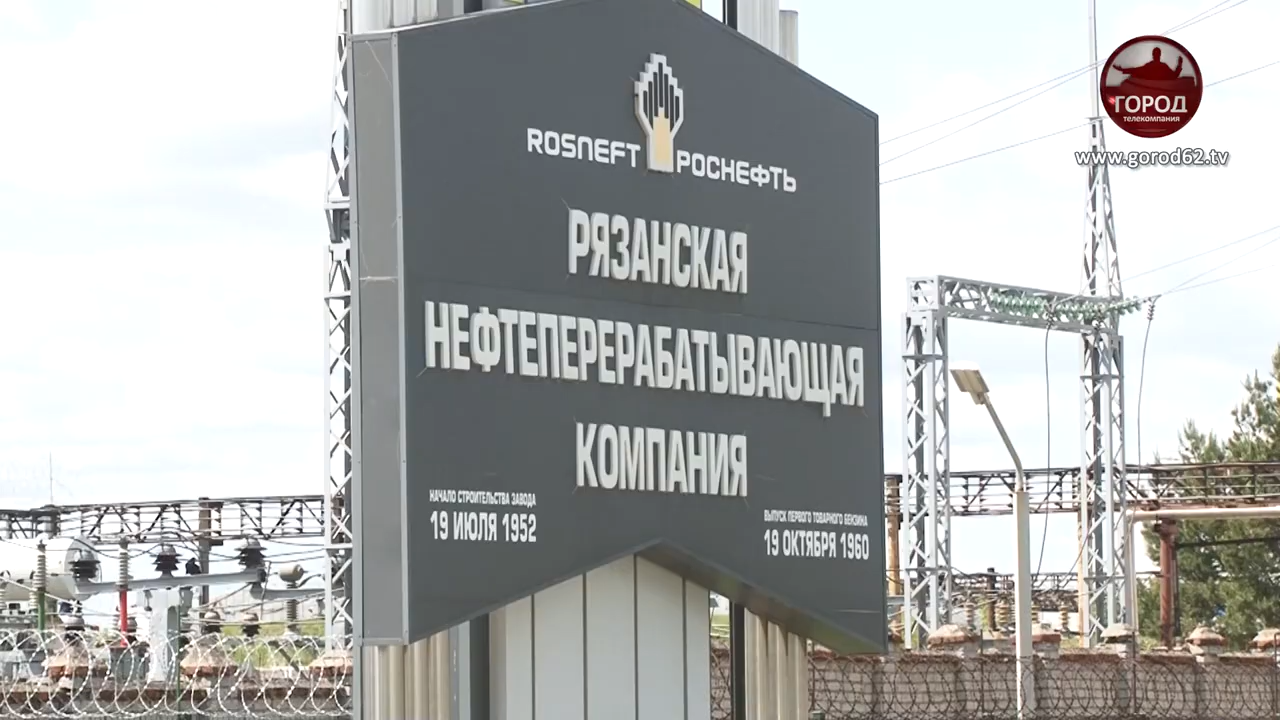 ГОРОД
телекомпания
www.gorod62.tv
ROSNEFT РОСНЕФТЬ
РЯЗАНСКАЯ
НЕФТЕПЕРЕРАБАТЫВАЮЩАЯ
КОМПАНИЯ
НАЧАЛО СТРОИТЕЛЬСТВА ЗАВОДА
19 ИЮЛЯ 1952
ВЫПУСК ПЕРВОГО ТОВАРНОГО БЕНЗИНА
19 ОКТЯБРЯ 1960